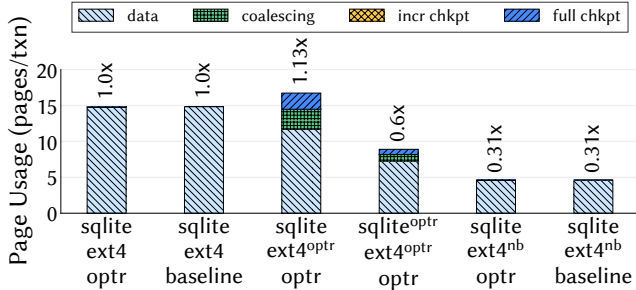 data coalescing incr chkpt full chkpt
Page Usage (pages/txn)
20
15
10
5
0
1.0x
1.0x
1.13x
0.6x
0.31x
0.31x
sqlite
ext4
optr
sqlite
ext4
baseline
sqlite
ext4optr
optr
sqliteoptr
ext4optr
optr
sqlite
ext4nb
optr
sqlite
ext4nb
baseline